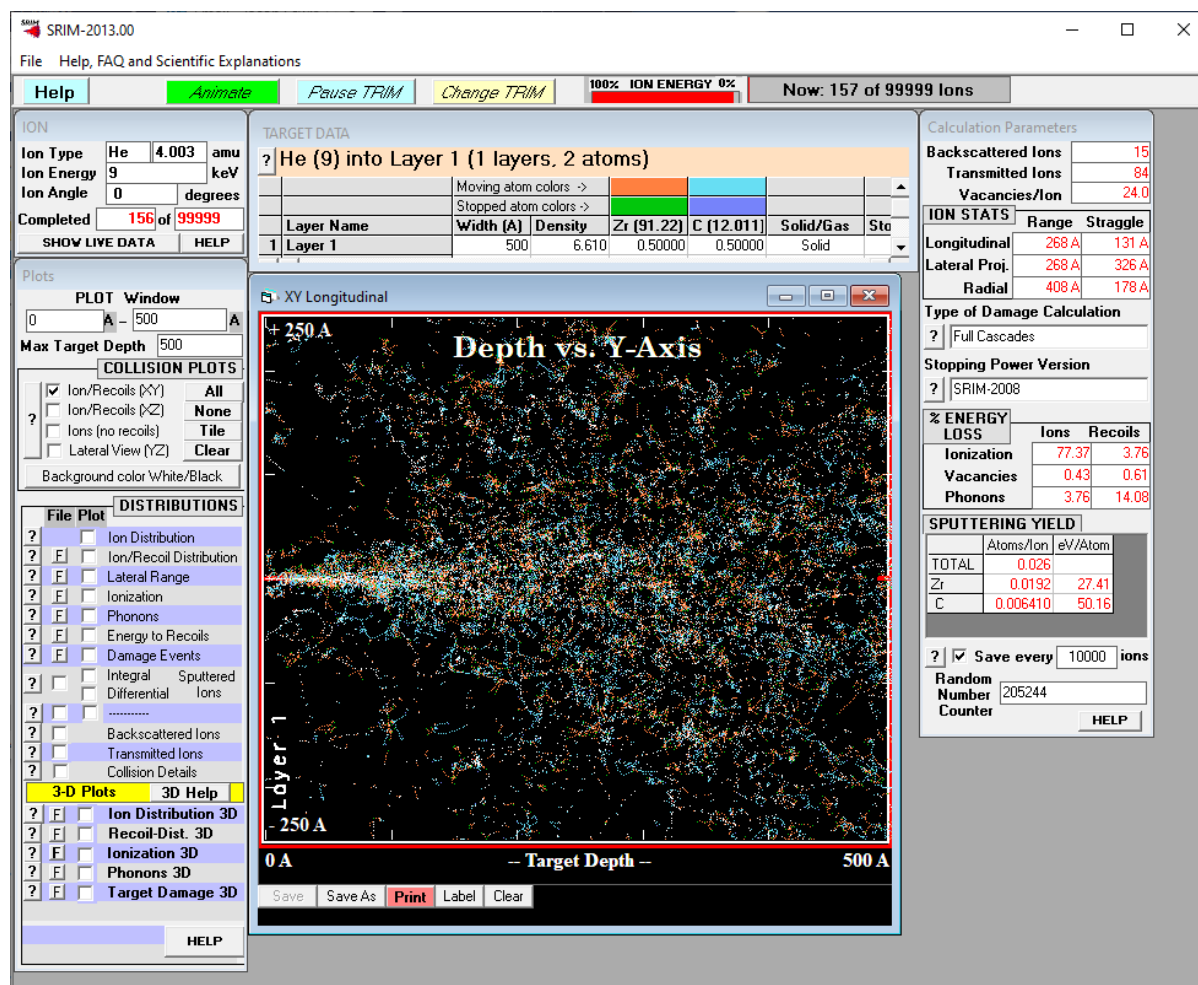 SRIM-2013.00
File Help, FAQ and Scientific Explanations
Help Animate Pause TRIM Change TRIM 100% ION ENERGY 0% Now: 157 of 99999 Ions
ION
Ion Type He 4.003 amu
Ion Energy 9 keV
Ion Angle 0 degrees
Completed 156 of 99999
SHOW LIVE DATA HELP
TARGET DATA
? He (9) into Layer 1 (1 layers, 2 atoms)
Moving atom colors ->
Stopped atom colors ->
Layer Name Width (A) Density Zr (91.22) C (12.011) Solid/Gas Sto
1 Layer 1 500 6.610 0.50000 0.50000 Solid
Calculation Parameters
Backscattered Ions 15
Transmitted Ions 84
Vacancies/Ion 24.0
ION STATS Range Straggle
Longitudinal 268 A 131 A
Lateral Proj. 268 A 326 A
Radial 408 A 178 A
Type of Damage Calculation
? Full Cascades
Stopping Power Version
? SRIM-2008
% ENERGY LOSS Ions Recoils
Ionization 77.37 3.76
Vacancies 0.43 0.61
Phonons 3.76 14.08
SPUTTERING YIELD
Atoms/Ion eV/Atom
TOTAL 0.026
Zr 0.0192 27.41
C 0.006410 50.16
? Save every 10000 ions
Random Number Counter 205244
HELP
Plots
PLOT Window
0 A - 500 A
Max Target Depth 500
COLLISION PLOTS
?
Ion/Recoils (XY) All
Ion/Recoils (XZ) None
Ions (no recoils) Tile
Lateral View (YZ) Clear
Background color White/Black
DISTRIBUTIONS
File Plot
? Ion Distribution
? F Ion/Recoil Distribution
? F Lateral Range
? F Ionization
? F Phonons
? F Energy to Recoils
? F Damage Events
? Integral Sputtered
Differential Ions
? -----------
? Backscattered Ions
? Transmitted Ions
? Collision Details
3-D Plots 3D Help
? F Ion Distribution 3D
? F Recoil-Dist. 3D
? F Ionization 3D
? F Phonons 3D
? F Target Damage 3D
HELP
XY Longitudinal
+ 250 A
Depth vs. Y-Axis
Layer 1
- 250 A
0 A -- Target Depth -- 500 A
Save Save As Print Label Clear